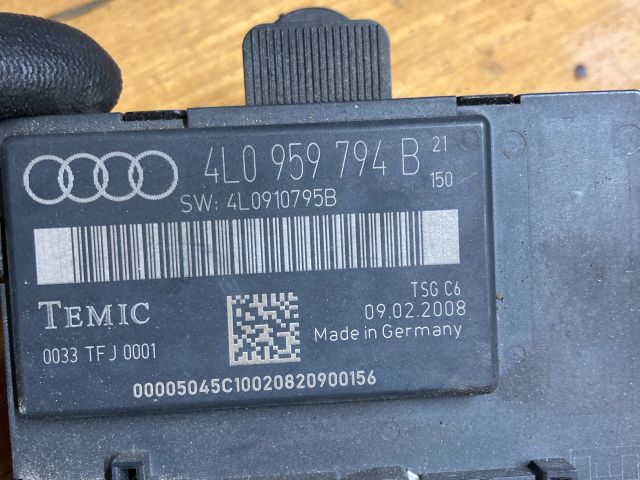 4L0 959 794 B 21
150
SW: 4L0910795B
TSG C6
TEMIC
09.02.2008
Made in Germany
0033 TFJ 0001
00005045C10020820900156